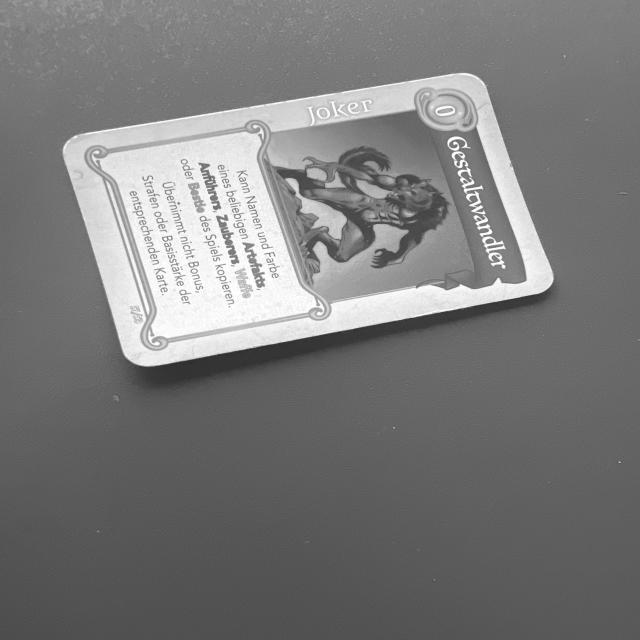 0
Gestaltwandler
Joker
Kann Namen und Farbe
eines beliebigen Artefakts,
Anführers, Zauberers, Waffe
oder Bestie des Spiels kopieren.
Übernimmt nicht Bonus,
Strafen oder Basisstärke der
entsprechenden Karte.